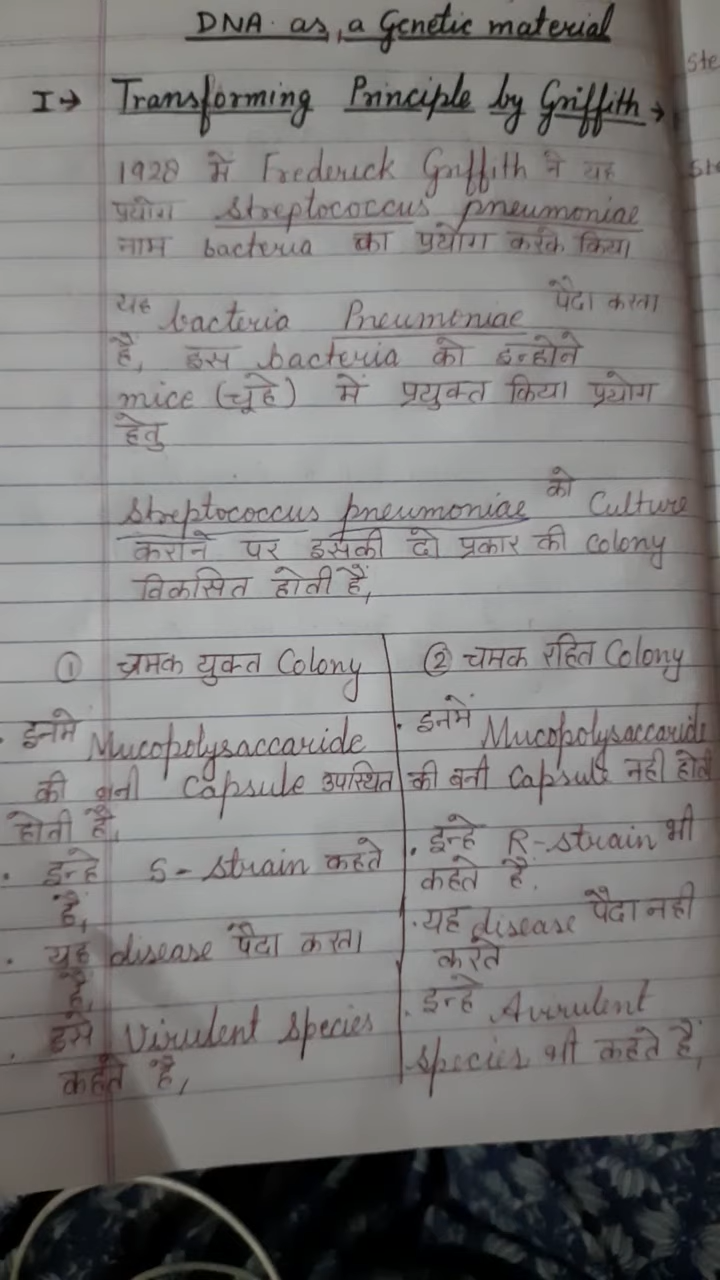 DNA as a Genetic material
I→ Transforming Principle by Griffith →
1928 में Frederick Griffith ने यह
प्रयोग Streptococcus pneumoniae
नाम bacteria का प्रयोग करके किया
यह bacteria Pneumoniae पैदा करता
है, इस bacteria को इन्होने
mice (चूहे) में प्रयुक्त किया प्रयोग
हेतु
Streptococcus pneumoniae को Culture
कराने पर इसकी दो प्रकार की colony
विकसित होती हैं,
① चमक युक्त Colony
· इनमे Mucopolysaccaride
की बनी Capsule उपस्थित
होती है,
· इन्हे S- strain कहते
है,
· यह disease पैदा करता
है,
· इसे Virulent species
कहते है,
② चमक रहित Colony
· इनमें Mucopolysaccaride
की बनी Capsule नही होती
· इन्हे R-strain भी
कहते है.
· यह disease पैदा नही
करते
· इन्हे Avirulent
species भी कहते हैं,
Ste